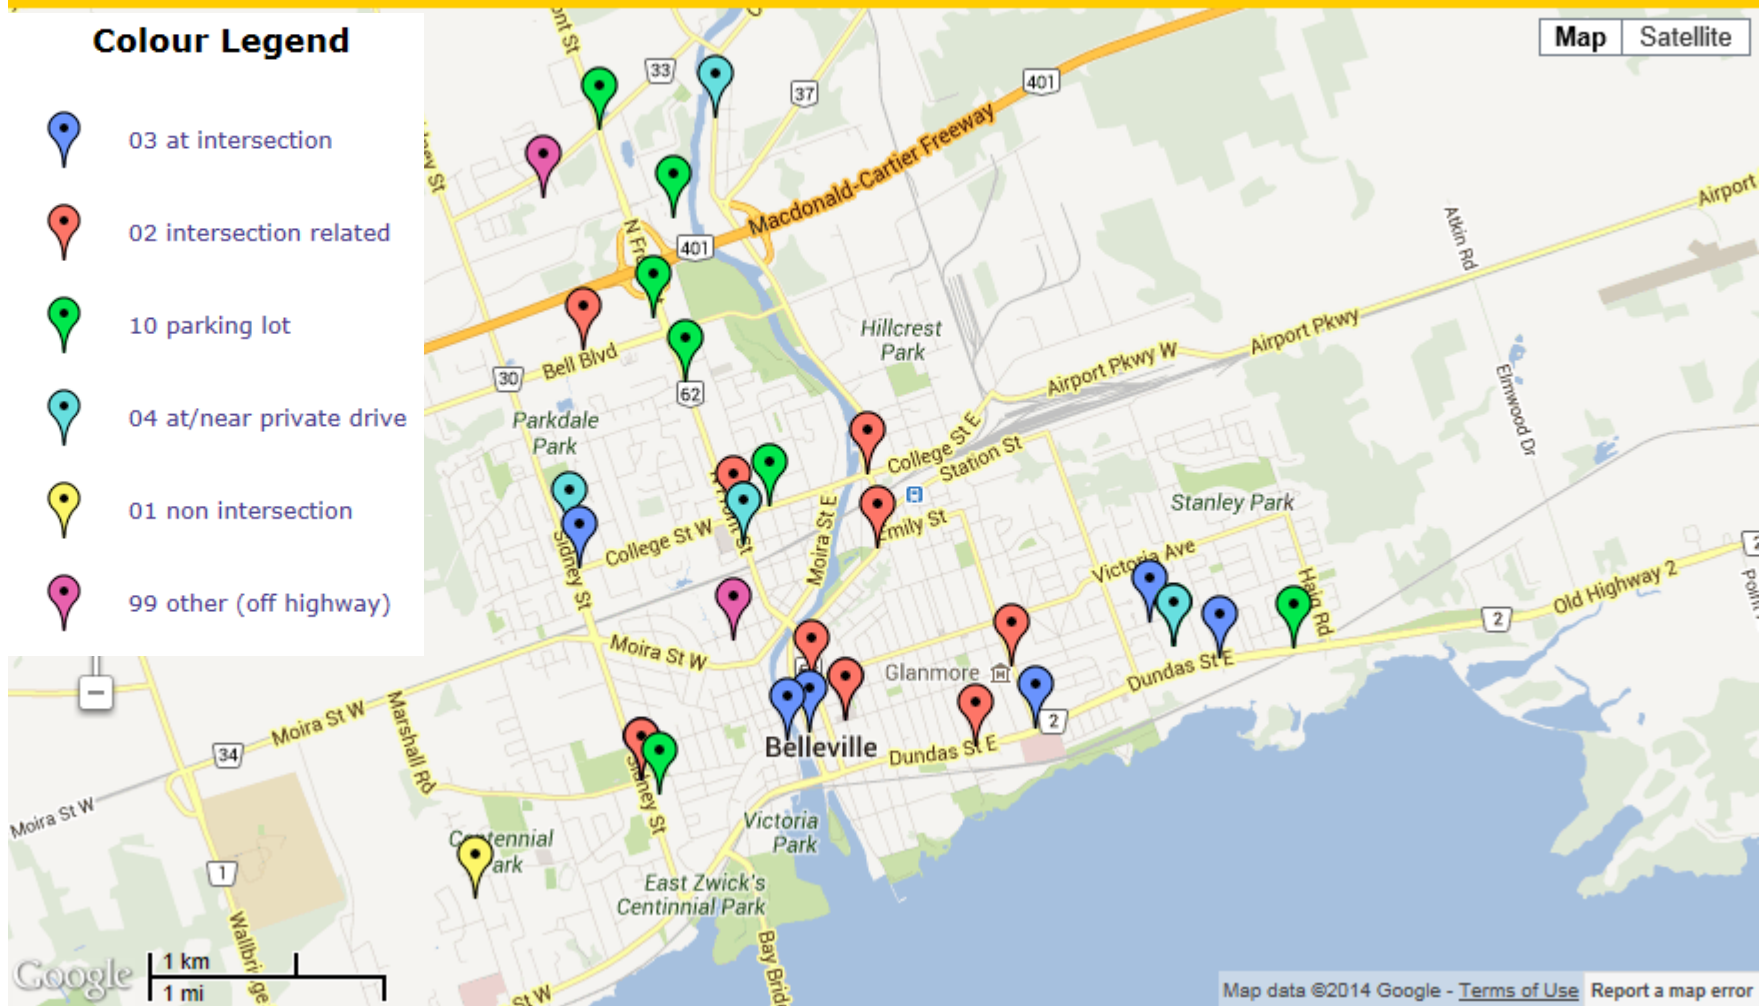 Colour Legend
03 at intersection
02 intersection related
10 parking lot
04 at/near private drive
01 non intersection
99 other (off highway)
Map
Satellite
33
37
401
Macdonald-Cartier Freeway
Airport
Atkin Rd
401
Hillcrest
Park
Airport Pkwy
Airport Pkwy W
Elmwood Dr
Bell Blvd
30
62
Parkdale
Park
College St E
Station St
Stanley Park
Emily St
Moira St E
College St W
Sidney St
Victoria Ave
Haig Rd
Old Highway 2
2
Moira St W
Glanmore
Dundas St E
2
Belleville
Dundas St E
Marshall Rd
Moira St W
34
Sidney St
Moira St W
Victoria
Park
1
East Zwick's
Centinnial Park
1 km
1 mi
Google
St W
Map data ©2014 Google - Terms of Use
Report a map error